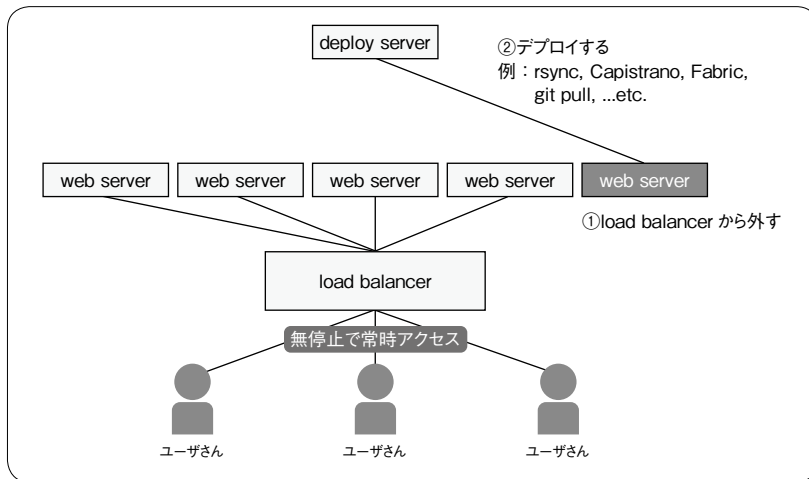 deploy server
②デプロイする
例：rsync, Capistrano, Fabric,
git pull, ...etc.
web server
web server
web server
web server
web server
①load balancer から外す
load balancer
無停止で常時アクセス
ユーザさん
ユーザさん
ユーザさん